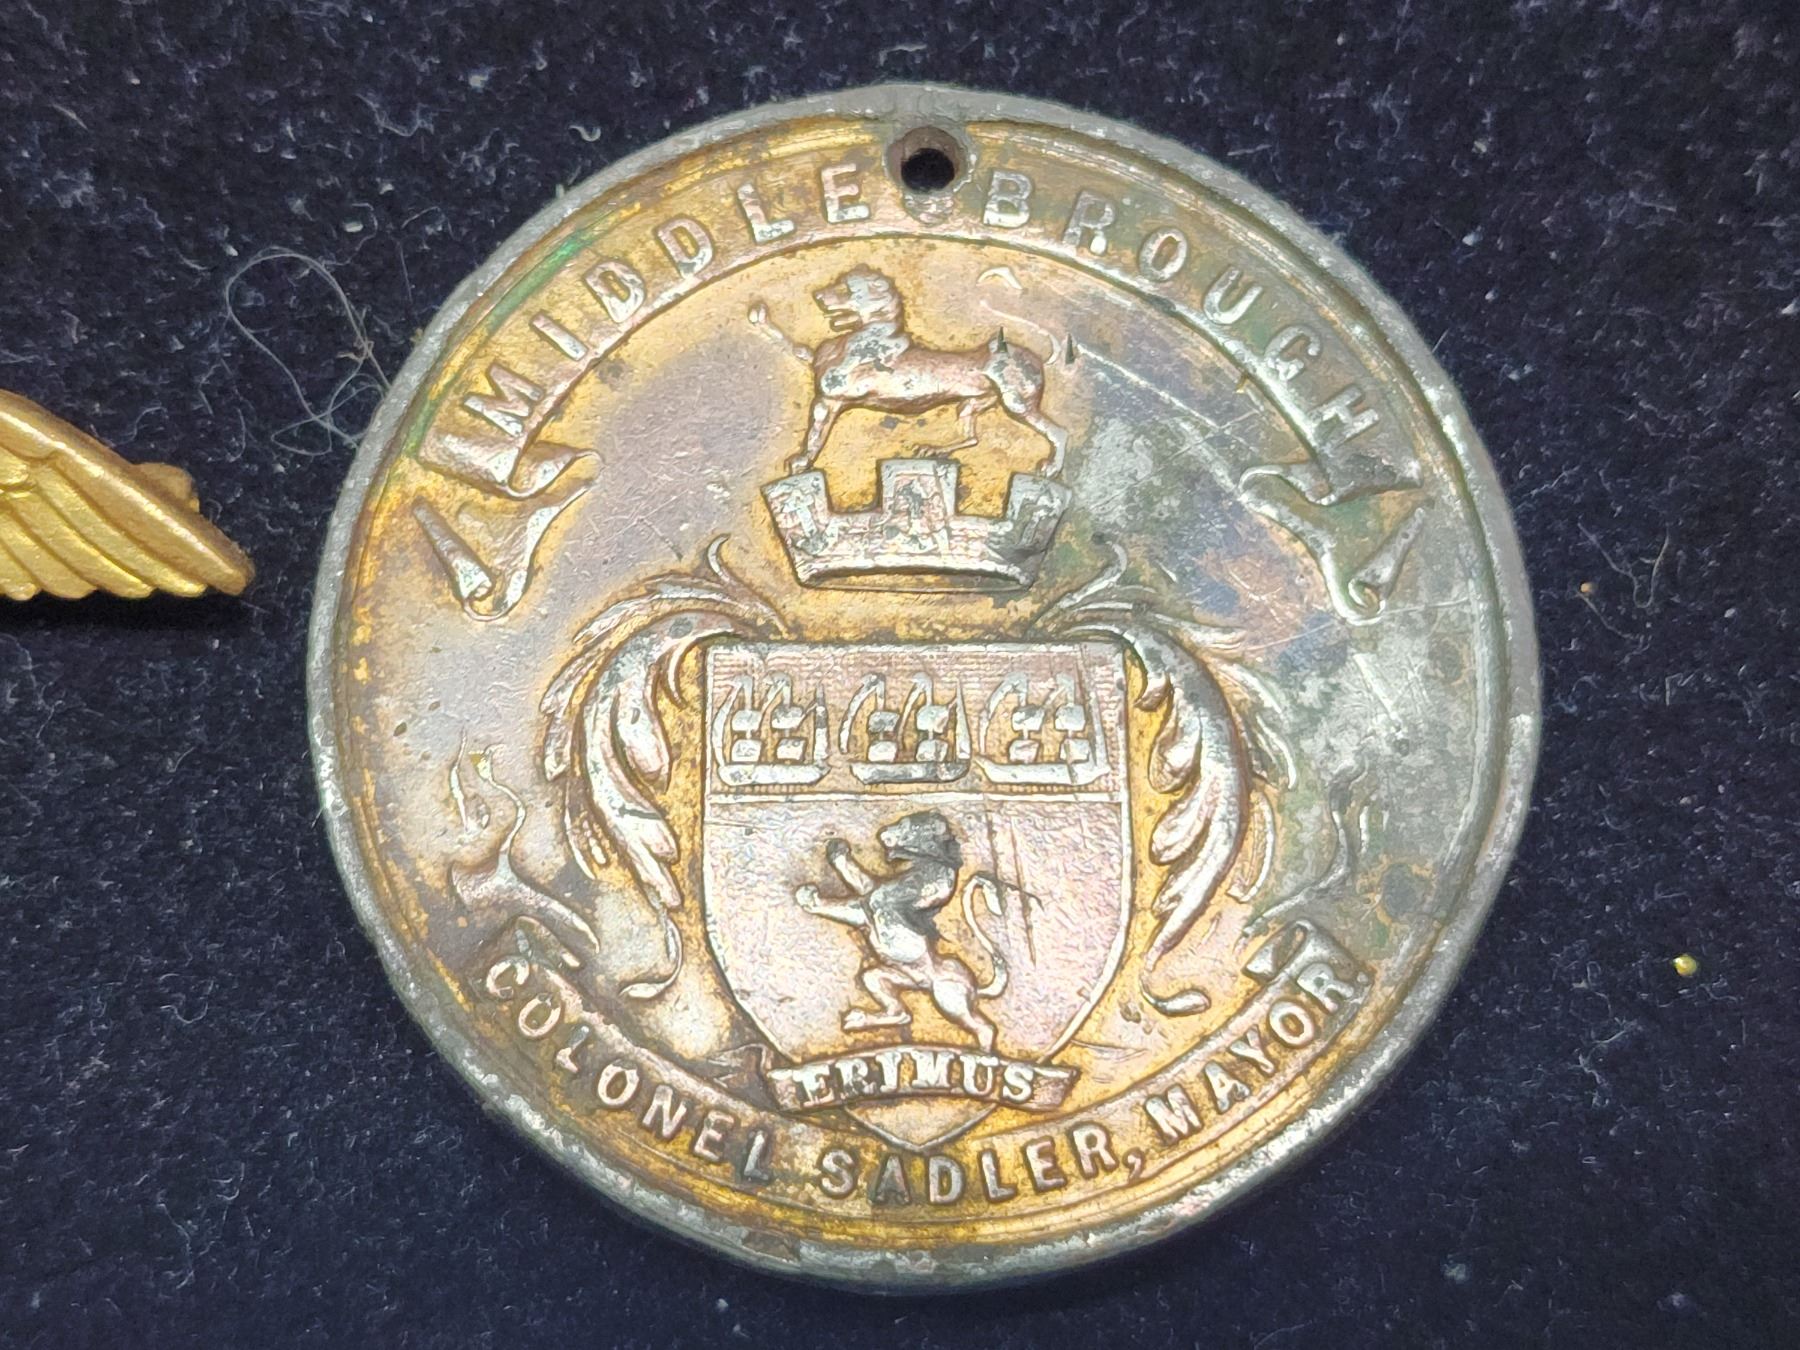 MIDDLESBROUGH
ERIMUS
COLONEL SADLER, MAYOR.